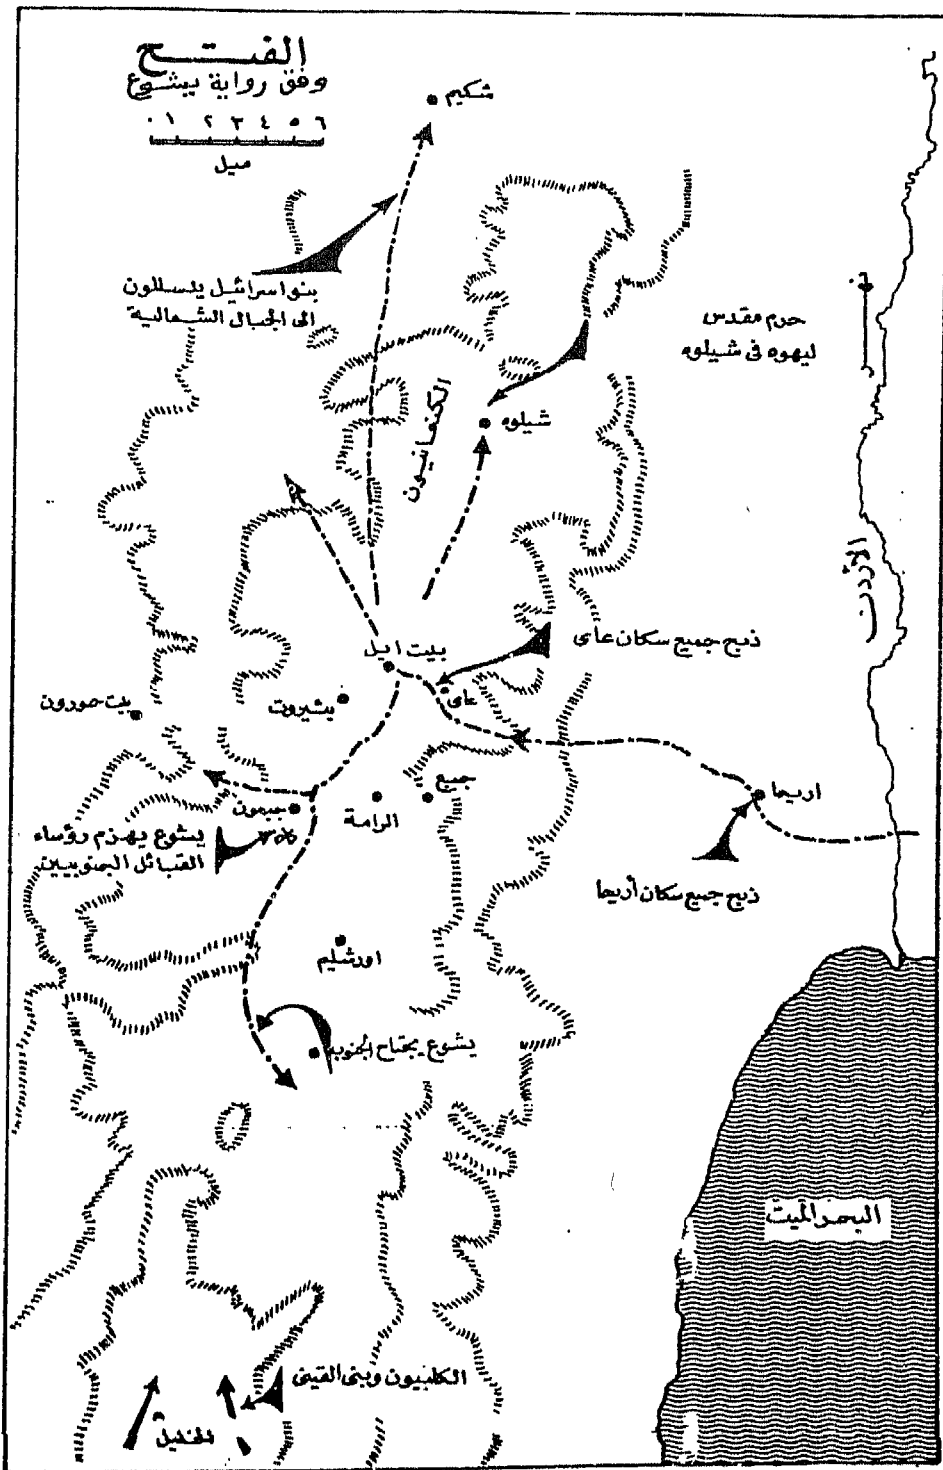 الفتح
وفق رواية يشوع
٠ ١ ٢ ٣ ٤ ٥ ٦
ميل
شكيم
بنو اسرائيل يتسللون
الى الجبال الشمالية
حرم مقدس
ليهوه فى شيلوه
نهر
الأردن
الكنعانيون
شيلوه
ذبح جميع سكان عاى
بيت ايل
عاى
بئيروت
بيت حورون
اريحا
جبع
الرامة
جبعون
يشوع يهزم رؤساء
القبائل الجنوبيين
ذبح جميع سكان أريحا
اورشليم
يشوع يجتاح الجنوب
البحر الميت
الكلبيون وبنى القينى
الخليل